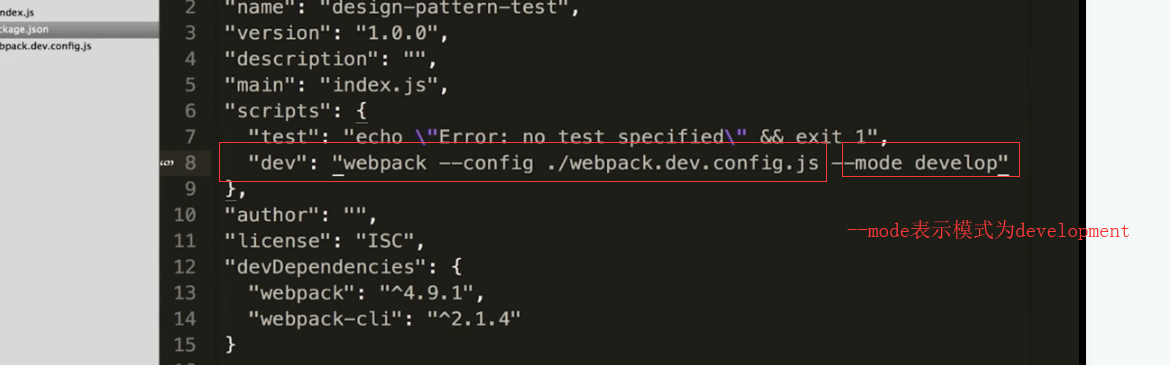 ndex.js
ckage.json
bpack.dev.config.js
2 "name": "design-pattern-test",
3 "version": "1.0.0",
4 "description": "",
5 "main": "index.js",
6 "scripts": {
7 "test": "echo \"Error: no test specified\" && exit 1",
8 "dev": "webpack --config ./webpack.dev.config.js --mode develop"
9 },
10 "author": "",
--mode表示模式为development
11 "license": "ISC",
12 "devDependencies": {
13 "webpack": "^4.9.1",
14 "webpack-cli": "^2.1.4"
15 }